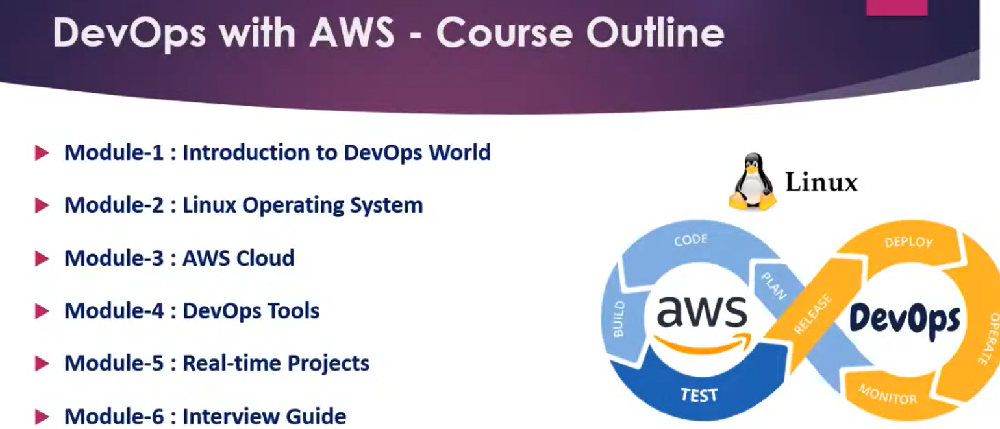 DevOps with AWS - Course Outline
Module-1 : Introduction to DevOps World
Module-2 : Linux Operating System
Module-3 : AWS Cloud
Module-4 : DevOps Tools
Module-5 : Real-time Projects
Module-6 : Interview Guide
Linux
CODE
PLAN
BUILD
TEST
aws
RELEASE
DEPLOY
DevOps
OPERATE
MONITOR